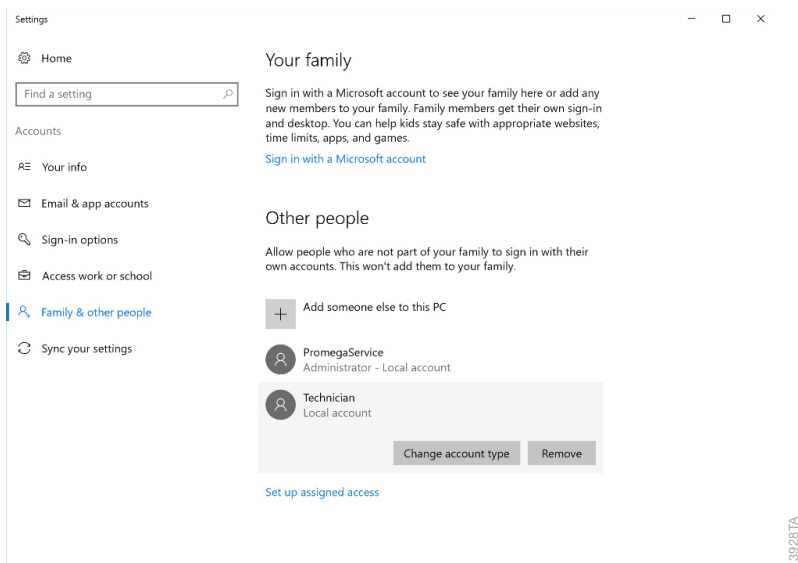 Settings
Home
Find a setting
Accounts
Your info
Email & app accounts
Sign-in options
Access work or school
Family & other people
Sync your settings
Your family
Sign in with a Microsoft account to see your family here or add any
new members to your family. Family members get their own sign-in
and desktop. You can help kids stay safe with appropriate websites,
time limits, apps, and games.
Sign in with a Microsoft account
Other people
Allow people who are not part of your family to sign in with their
own accounts. This won't add them to your family.
Add someone else to this PC
PromegaService
Administrator - Local account
Technician
Local account
Change account type
Remove
Set up assigned access
3928TA